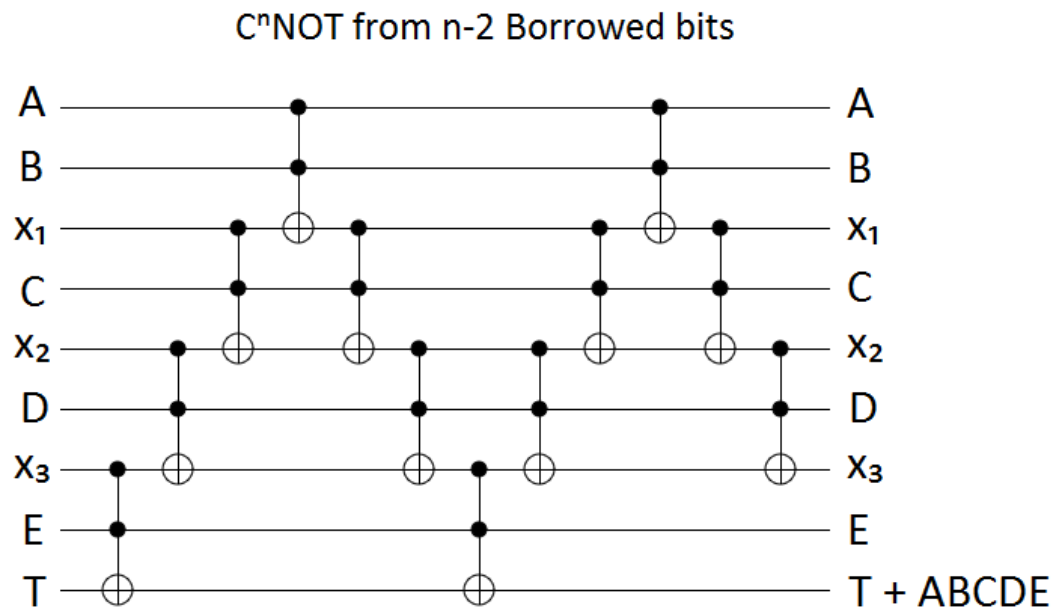 CⁿNOT from n-2 Borrowed bits
A A
B B
x₁ x₁
C C
x₂ x₂
D D
x₃ x₃
E E
T T + ABCDE